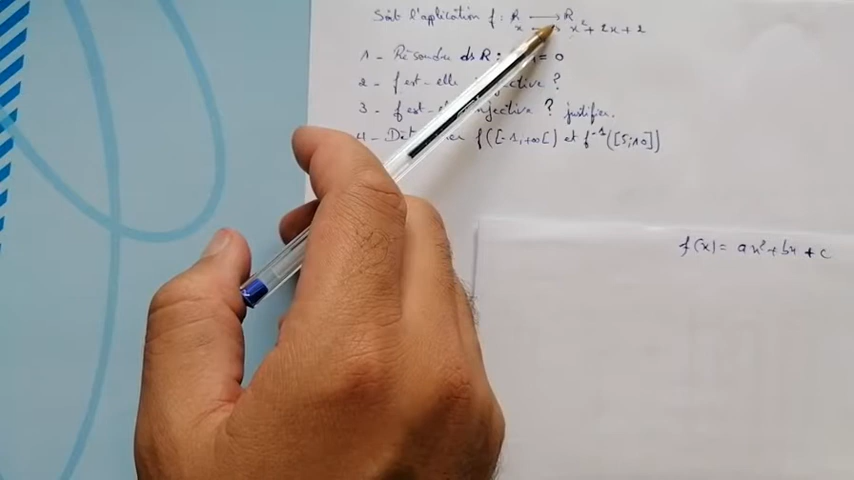 Soit l'application f : R → R
x → x² + 2x + 2
1 - Résoudre ds R : = 0
2 - f est-elle ?
3 - f est- ? justifier.
4 - f([-1,+∞[) et f⁻¹([5,10])
f(x) = ax² + bx + c